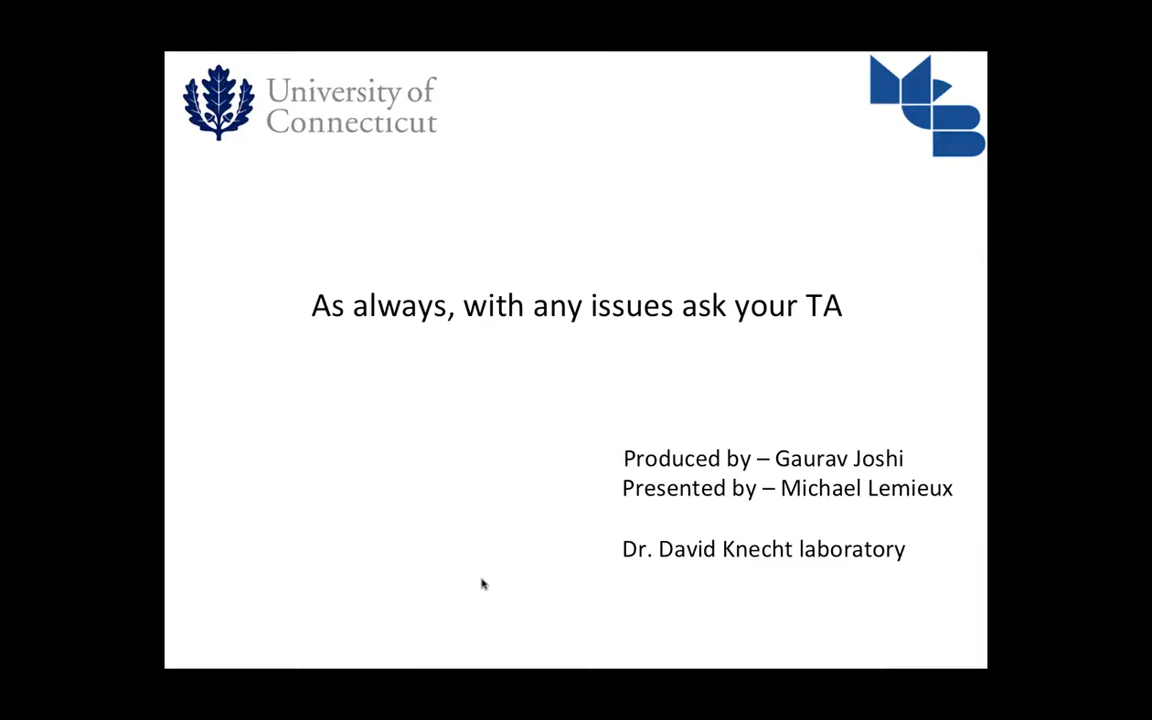 University of
Connecticut
MCB
As always, with any issues ask your TA
Produced by – Gaurav Joshi
Presented by – Michael Lemieux
Dr. David Knecht laboratory